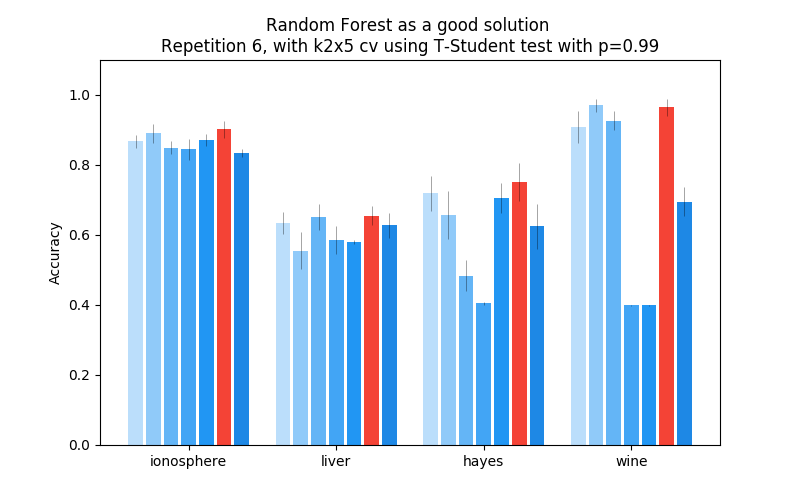 Random Forest as a good solution
Repetition 6, with k2x5 cv using T-Student test with p=0.99
1.0
0.8
0.6
0.4
0.2
0.0
Accuracy
ionosphere
liver
hayes
wine